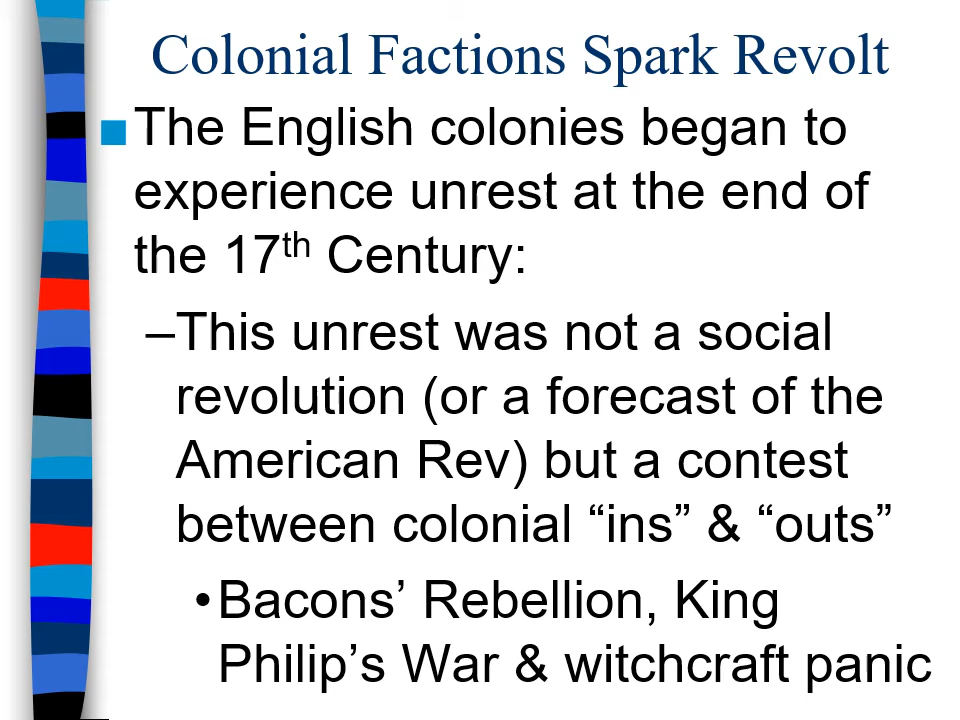 Colonial Factions Spark Revolt
■The English colonies began to
experience unrest at the end of
the 17th Century:
–This unrest was not a social
revolution (or a forecast of the
American Rev) but a contest
between colonial “ins” & “outs”
•Bacons’ Rebellion, King
Philip’s War & witchcraft panic